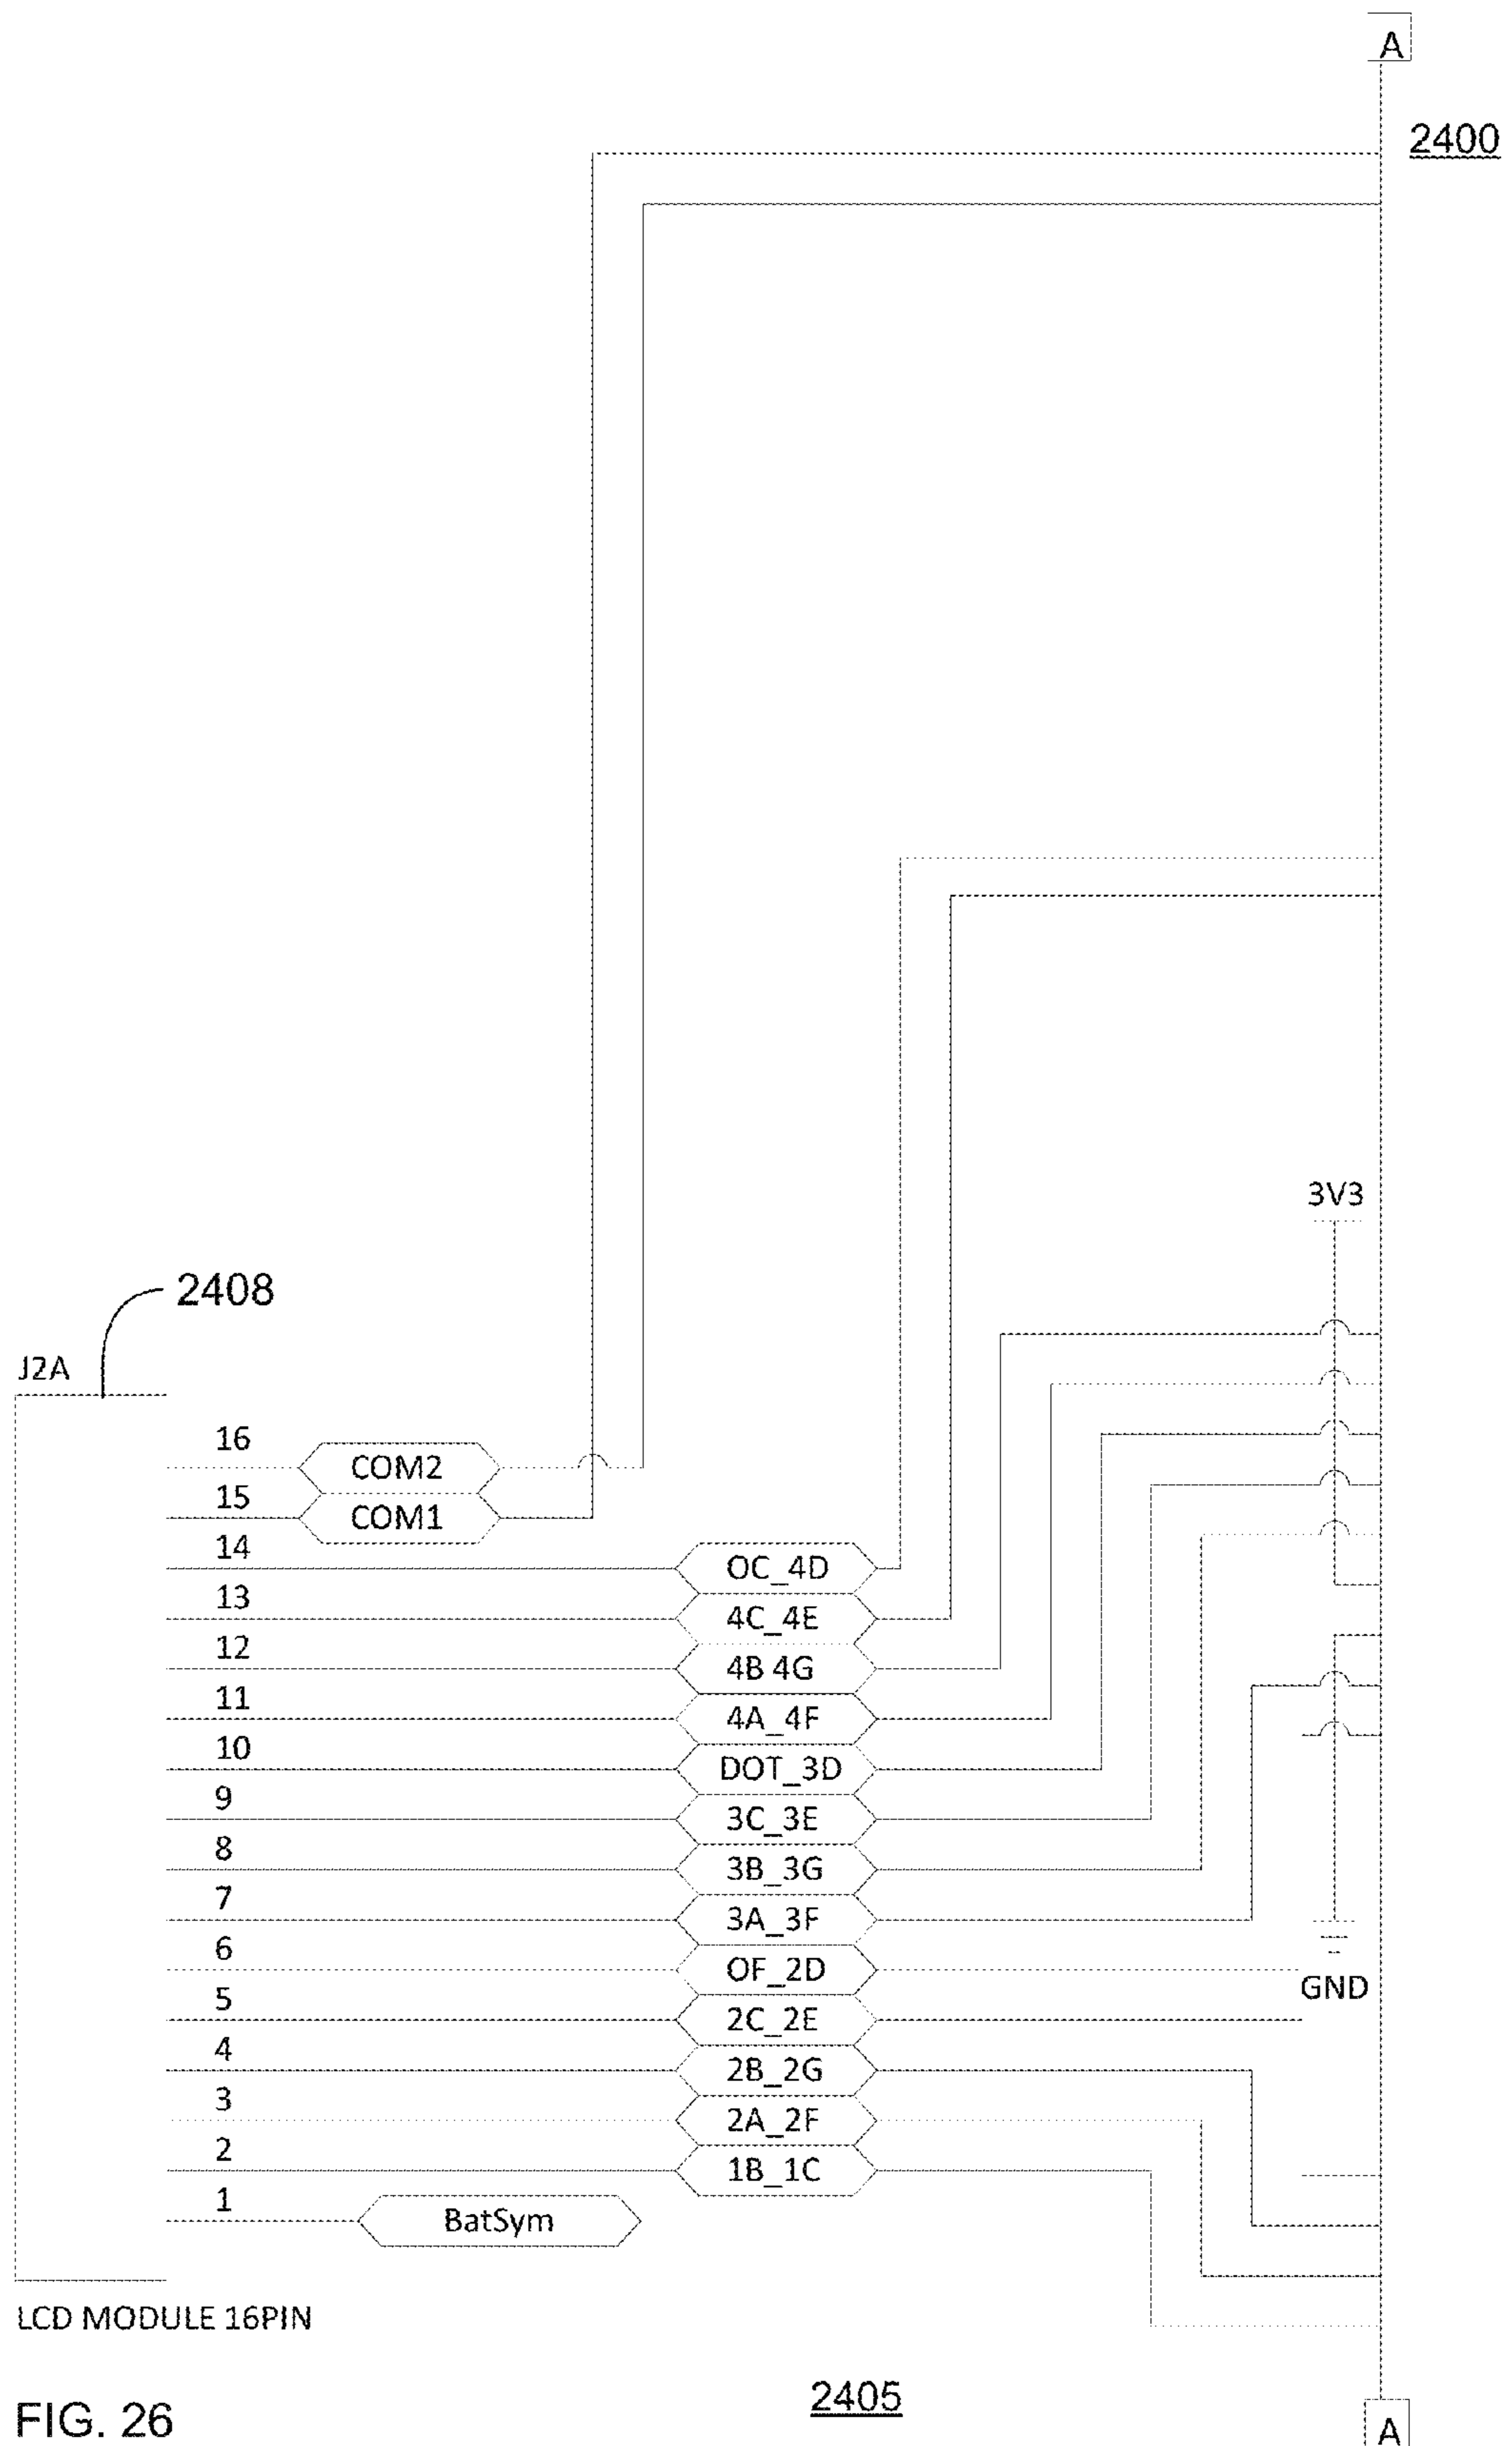 A
2400
3V3
2408
J2A
16
COM2
15
COM1
14
OC_4D
13
4C_4E
12
4B 4G
11
4A_4F
10
DOT_3D
9
3C_3E
8
3B_3G
7
3A_3F
6
OF_2D
GND
5
2C_2E
4
2B_2G
3
2A_2F
2
1B_1C
1
BatSym
LCD MODULE 16PIN
2405
FIG. 26
A